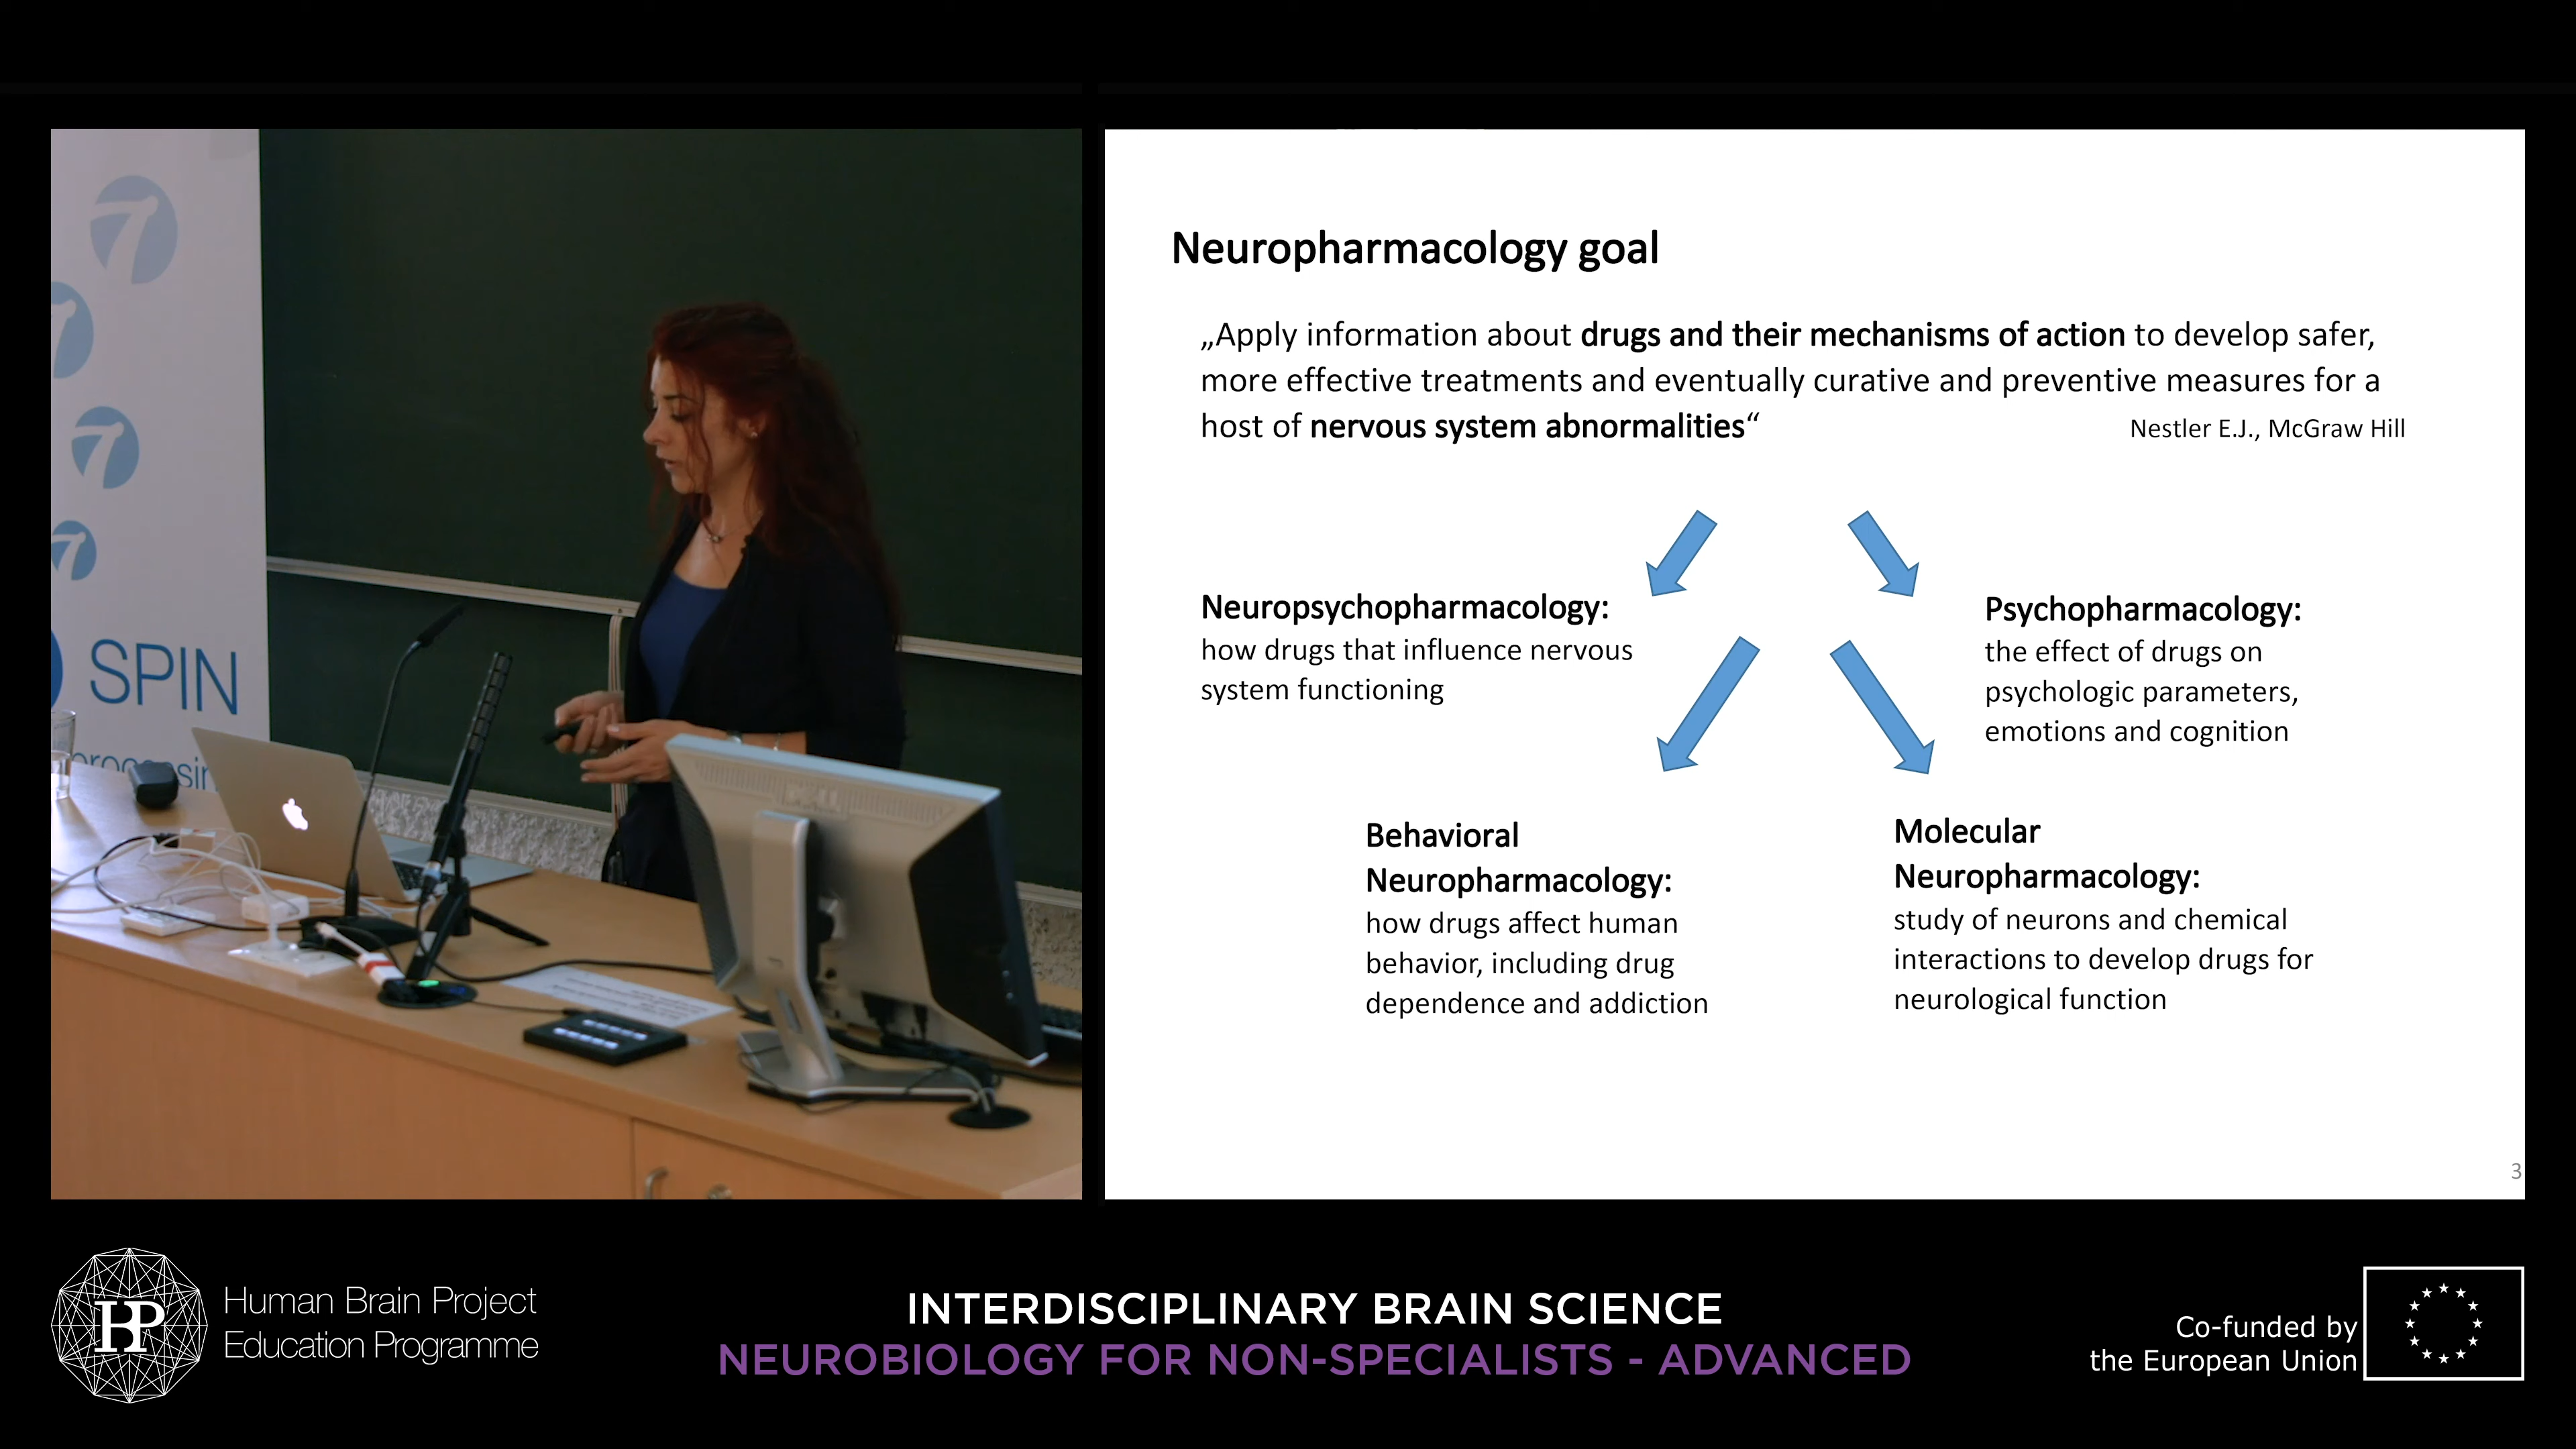 SPIN
Neuropharmacology goal
„Apply information about drugs and their mechanisms of action to develop safer,
more effective treatments and eventually curative and preventive measures for a
host of nervous system abnormalities“
Nestler E.J., McGraw Hill
Neuropsychopharmacology:
how drugs that influence nervous
system functioning
Psychopharmacology:
the effect of drugs on
psychologic parameters,
emotions and cognition
Behavioral
Neuropharmacology:
how drugs affect human
behavior, including drug
dependence and addiction
Molecular
Neuropharmacology:
study of neurons and chemical
interactions to develop drugs for
neurological function
3
HBP
Human Brain Project
Education Programme
INTERDISCIPLINARY BRAIN SCIENCE
NEUROBIOLOGY FOR NON-SPECIALISTS - ADVANCED
Co-funded by
the European Union